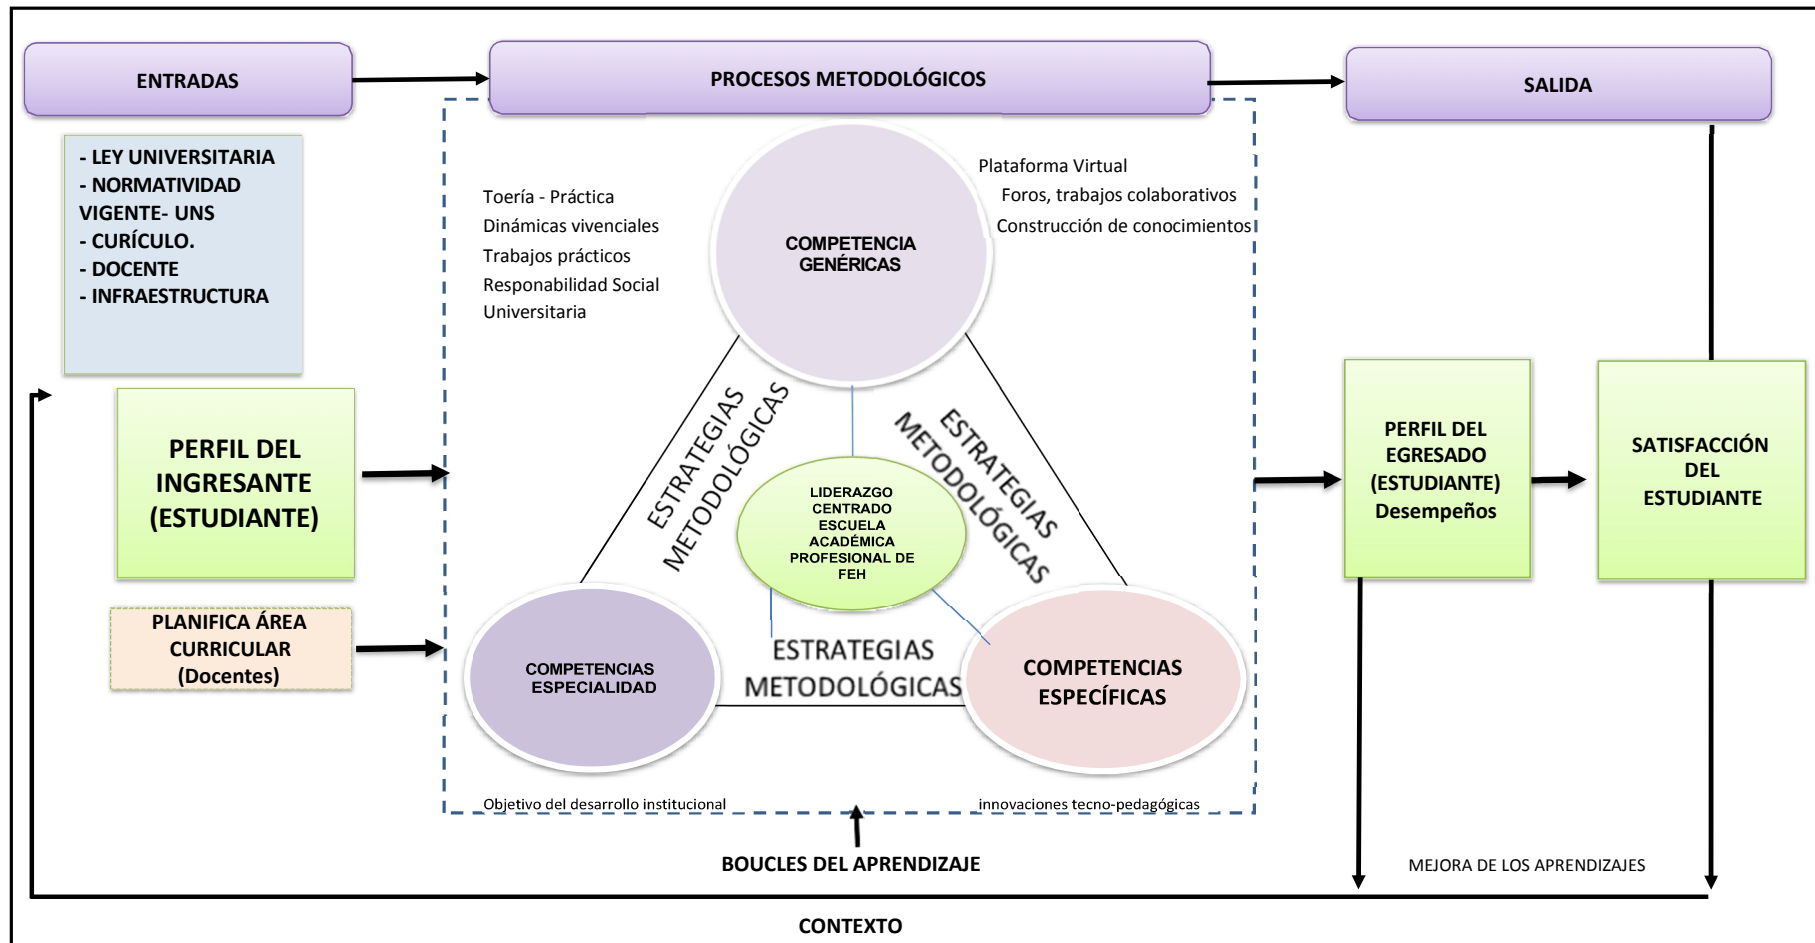 ENTRADAS
PROCESOS METODOLÓGICOS
SALIDA
- LEY UNIVERSITARIA
- NORMATIVIDAD
VIGENTE- UNS
- CURÍCULO.
- DOCENTE
- INFRAESTRUCTURA
PERFIL DEL
INGRESANTE
(ESTUDIANTE)
PLANIFICA ÁREA
CURRICULAR
(Docentes)
Toería - Práctica
Dinámicas vivenciales
Trabajos prácticos
Responsabilidad Social
Universitaria
COMPETENCIA
GENÉRICAS
Plataforma Virtual
Foros, trabajos colaborativos
Construcción de conocimientos
ESTRATEGIAS
METODOLÓGICAS
ESTRATEGIAS
METODOLÓGICAS
LIDERAZGO
CENTRADO
ESCUELA
ACADÉMICA
PROFESIONAL DE
FEH
ESTRATEGIAS
METODOLÓGICAS
COMPETENCIAS
ESPECIALIDAD
COMPETENCIAS
ESPECÍFICAS
Objetivo del desarrollo institucional
innovaciones tecno-pedagógicas
PERFIL DEL
EGRESADO
(ESTUDIANTE)
Desempeños
SATISFACCIÓN
DEL
ESTUDIANTE
BOUCLES DEL APRENDIZAJE
MEJORA DE LOS APRENDIZAJES
CONTEXTO